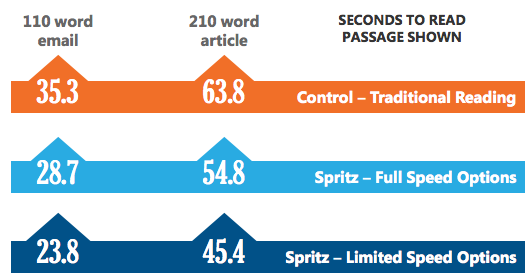 110 word
email
210 word
article
SECONDS TO READ
PASSAGE SHOWN
35.3
63.8
Control – Traditional Reading
28.7
54.8
Spritz – Full Speed Options
23.8
45.4
Spritz – Limited Speed Options